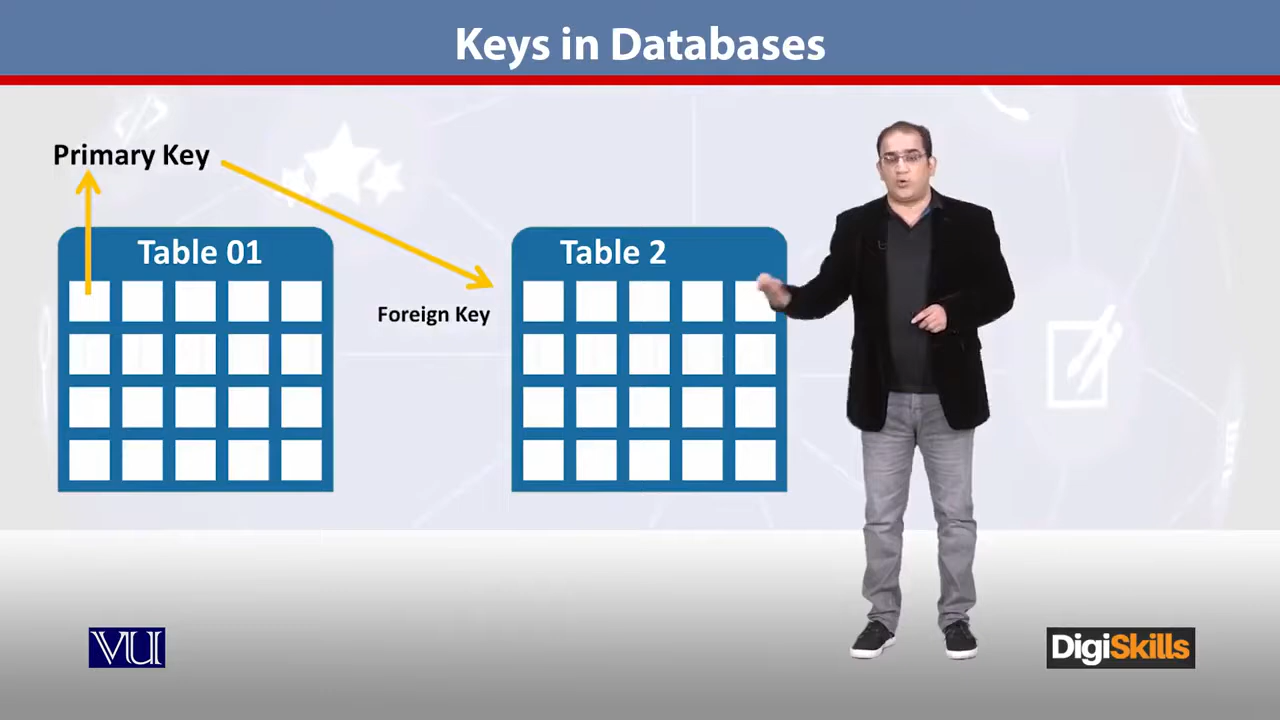 Keys in Databases
Primary Key
Table 01
Table 2
Foreign Key
VU
DigiSkills